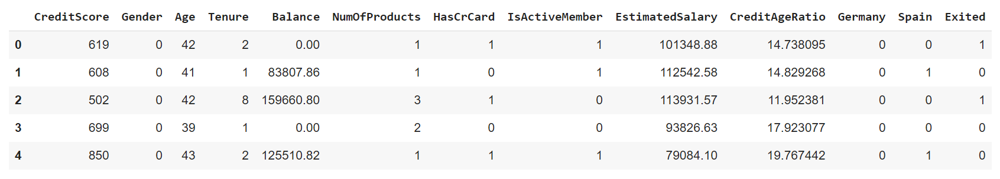 CreditScore Gender Age Tenure Balance NumOfProducts HasCrCard IsActiveMember EstimatedSalary CreditAgeRatio Germany Spain Exited
0 619 0 42 2 0.00 1 1 1 101348.88 14.738095 0 0 1
1 608 0 41 1 83807.86 1 0 1 112542.58 14.829268 0 1 0
2 502 0 42 8 159660.80 3 1 0 113931.57 11.952381 0 0 1
3 699 0 39 1 0.00 2 0 0 93826.63 17.923077 0 0 0
4 850 0 43 2 125510.82 1 1 1 79084.10 19.767442 0 1 0